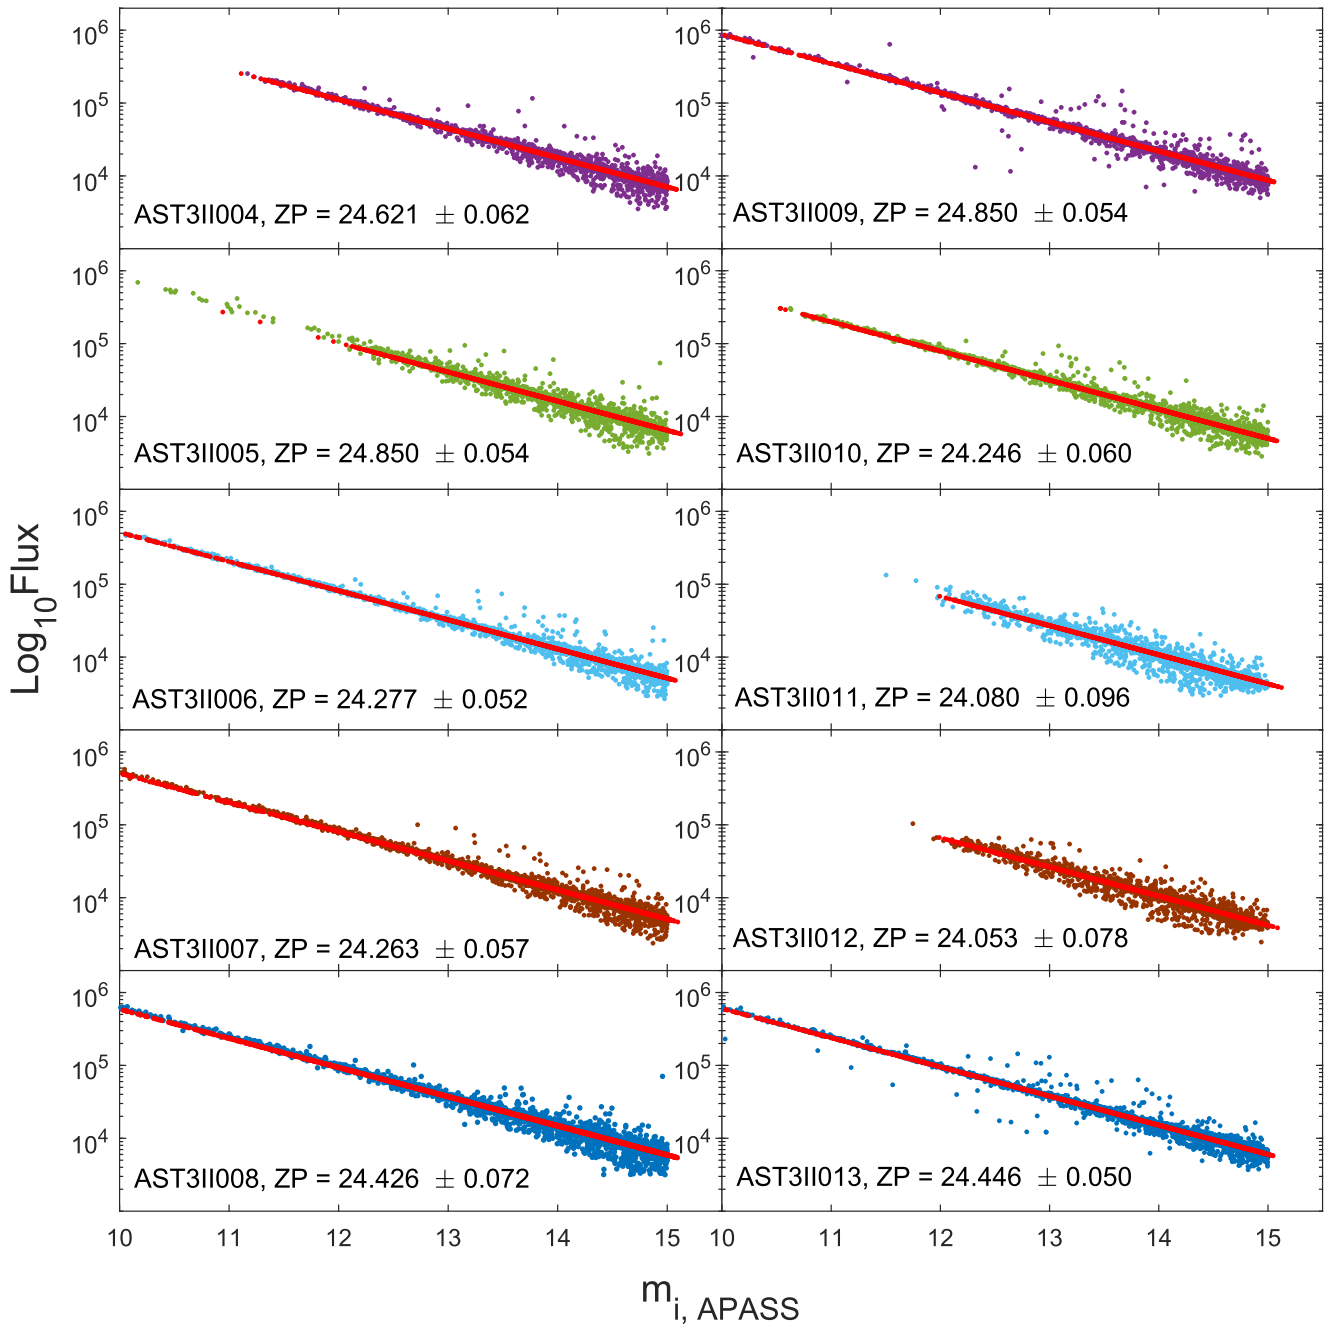 10^6
10^5
10^4
AST3II004, ZP = 24.621 ± 0.062
10^6
10^5
10^4
AST3II009, ZP = 24.850 ± 0.054
10^6
10^5
10^4
AST3II005, ZP = 24.850 ± 0.054
10^6
10^5
10^4
AST3II010, ZP = 24.246 ± 0.060
10^6
10^5
10^4
AST3II006, ZP = 24.277 ± 0.052
10^6
10^5
10^4
AST3II011, ZP = 24.080 ± 0.096
10^6
10^5
10^4
AST3II007, ZP = 24.263 ± 0.057
10^6
10^5
10^4
AST3II012, ZP = 24.053 ± 0.078
10^6
10^5
10^4
AST3II008, ZP = 24.426 ± 0.072
10^6
10^5
10^4
AST3II013, ZP = 24.446 ± 0.050
10 11 12 13 14 15 11 12 13 14 15
Log_10Flux
m_i, APASS